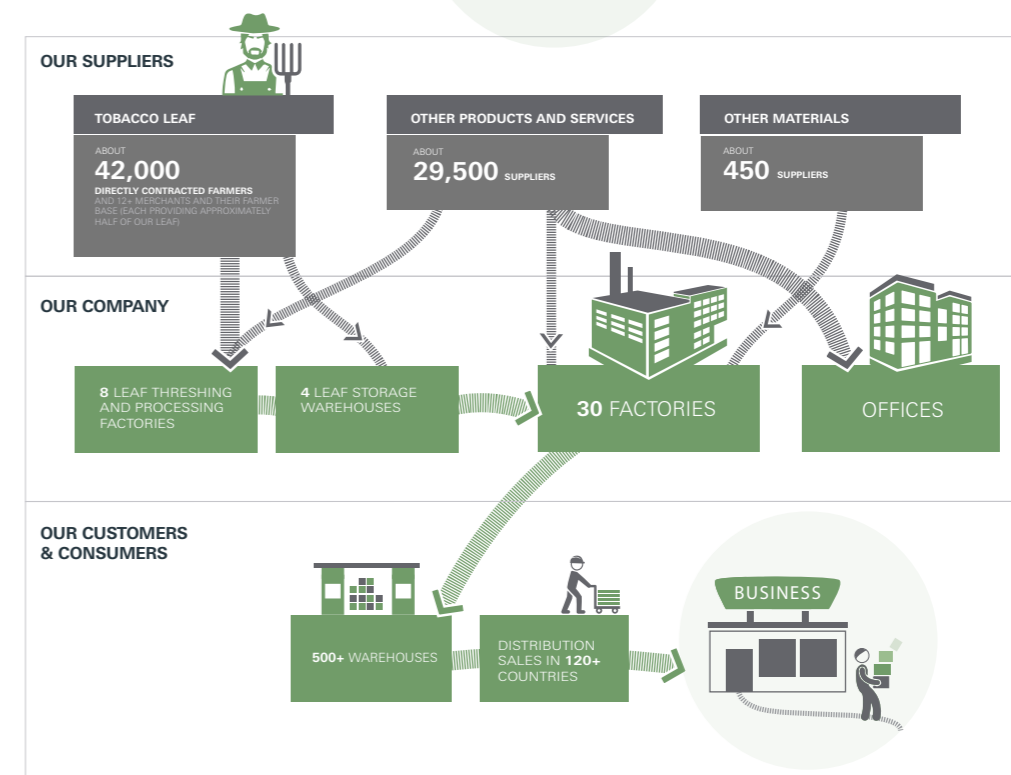 OUR SUPPLIERS
TOBACCO LEAF
ABOUT
42,000
DIRECTLY CONTRACTED FARMERS
AND 12+ MERCHANTS AND THEIR FARMER
BASE (EACH PROVIDING APPROXIMATELY
HALF OF OUR LEAF)
OTHER PRODUCTS AND SERVICES
ABOUT
29,500 SUPPLIERS
OTHER MATERIALS
ABOUT
450 SUPPLIERS
OUR COMPANY
8 LEAF THRESHING
AND PROCESSING
FACTORIES
4 LEAF STORAGE
WAREHOUSES
30 FACTORIES
OFFICES
OUR CUSTOMERS
& CONSUMERS
500+ WAREHOUSES
DISTRIBUTION
SALES IN 120+
COUNTRIES
BUSINESS